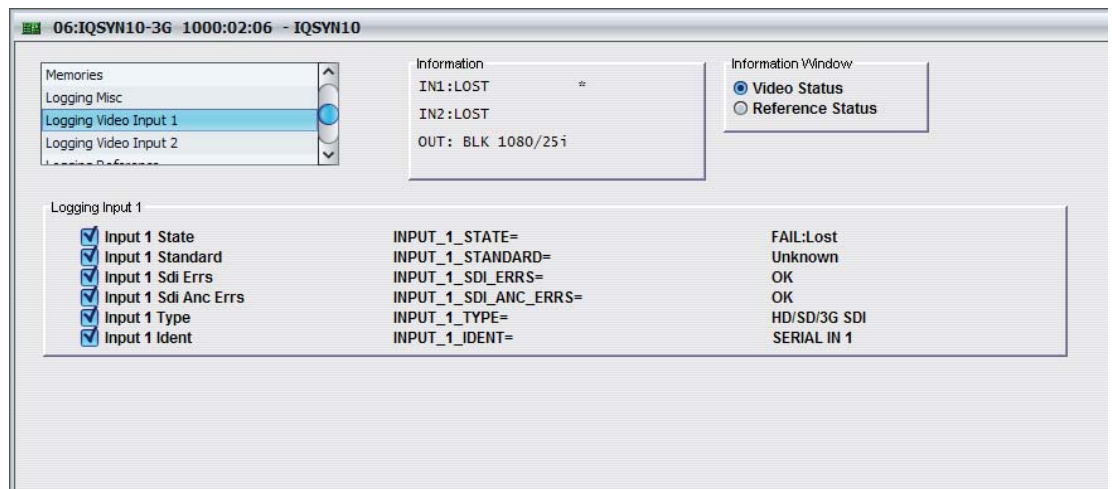 06:IQSYN10-3G 1000:02:06 - IQSYN10
Memories
Logging Misc
Logging Video Input 1
Logging Video Input 2
Logging Reference
Information
IN1:LOST *
IN2:LOST
OUT: BLK 1080/25i
Information Window
Video Status
Reference Status
Logging Input 1
Input 1 State INPUT_1_STATE= FAIL:Lost
Input 1 Standard INPUT_1_STANDARD= Unknown
Input 1 Sdi Errs INPUT_1_SDI_ERRS= OK
Input 1 Sdi Anc Errs INPUT_1_SDI_ANC_ERRS= OK
Input 1 Type INPUT_1_TYPE= HD/SD/3G SDI
Input 1 Ident INPUT_1_IDENT= SERIAL IN 1